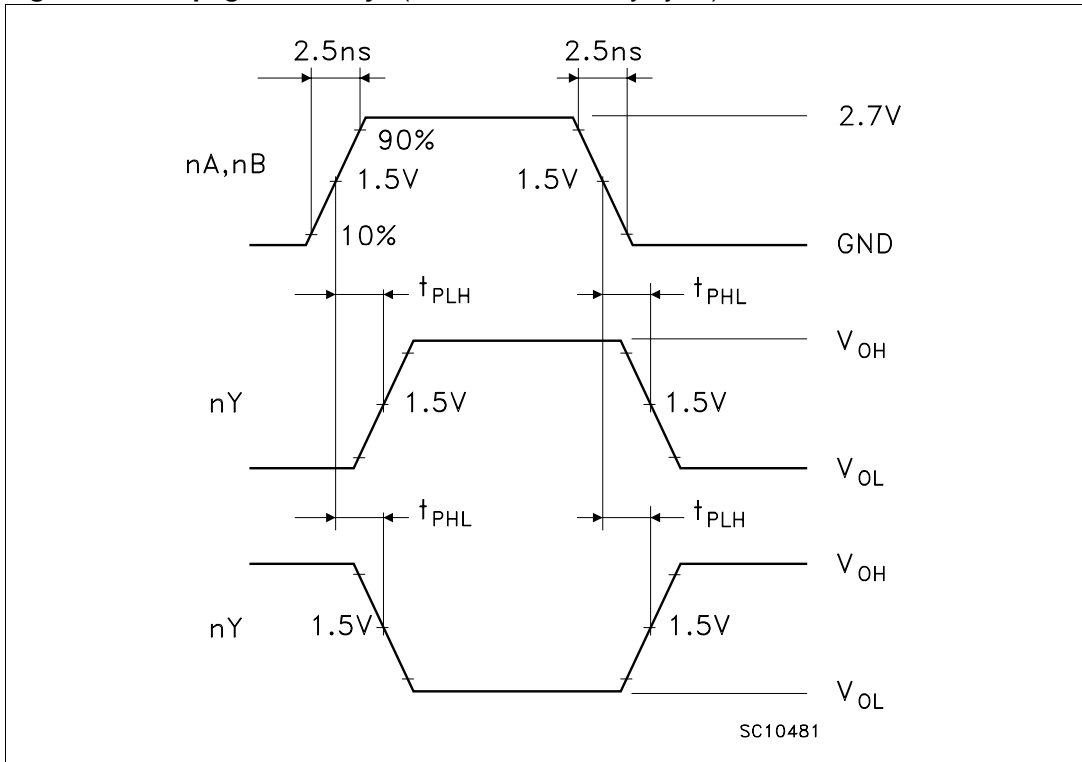 2.5ns 2.5ns
2.7V
90%
nA,nB 1.5V 1.5V
10%
GND
tPLH tPHL
VOH
nY 1.5V 1.5V
VOL
tPHL tPLH
VOH
nY 1.5V 1.5V
VOL
SC10481